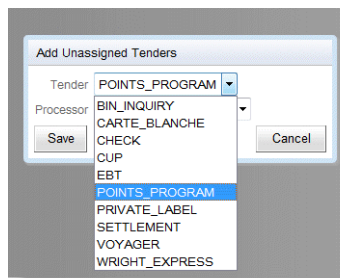 Add Unassigned Tenders
Tender POINTS_PROGRAM
Processor
BIN_INQUIRY
CARTE_BLANCHE
CHECK
CUP
EBT
POINTS_PROGRAM
PRIVATE_LABEL
SETTLEMENT
VOYAGER
WRIGHT_EXPRESS
Save
Cancel